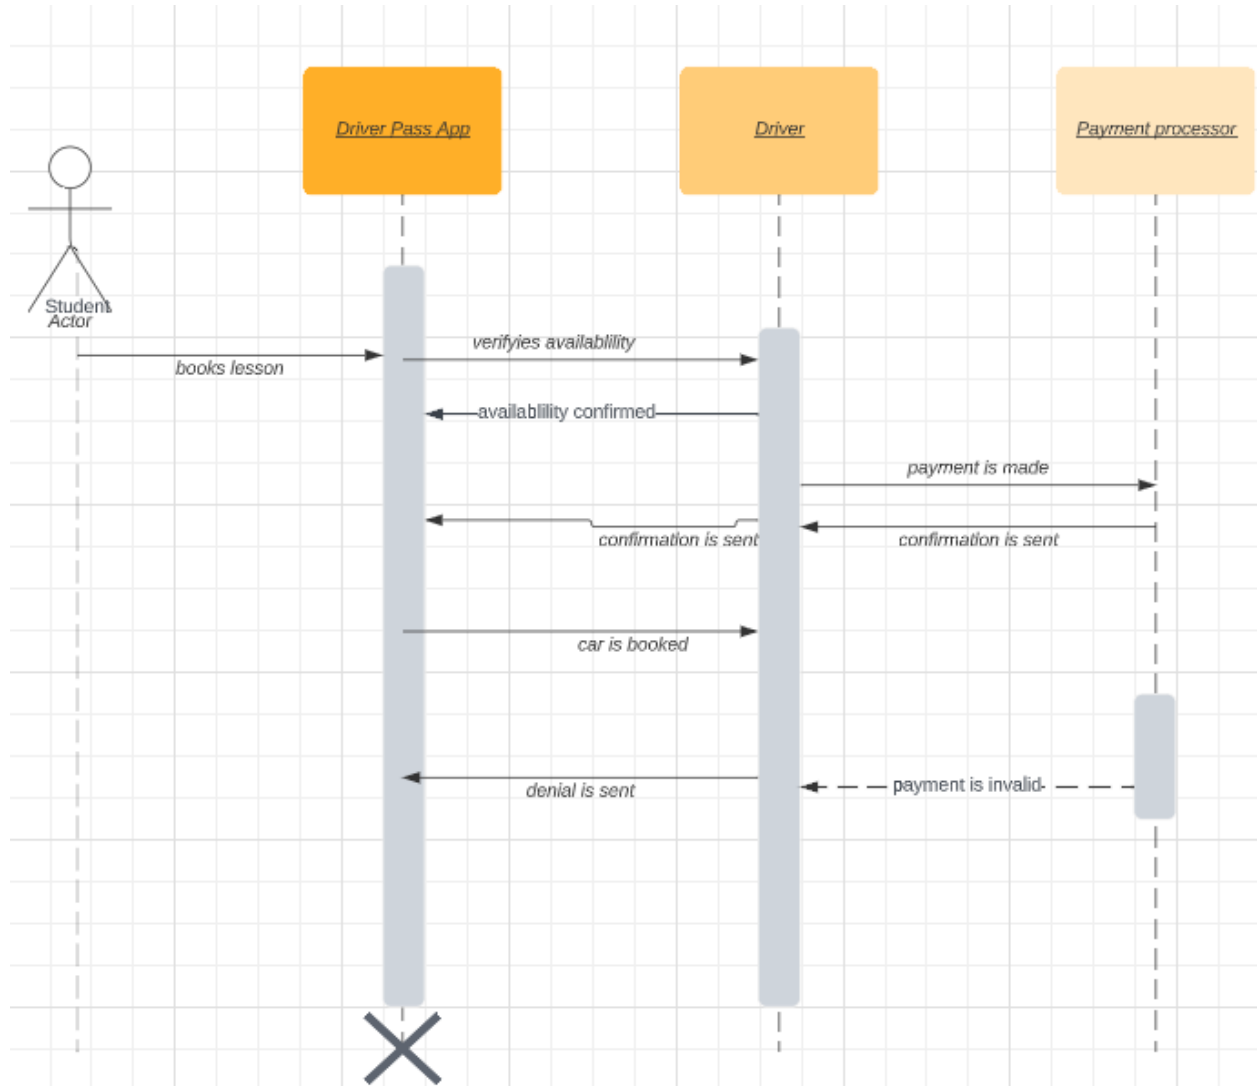 Driver Pass App
Driver
Payment processor
Student
Actor
books lesson
verifyies availablility
availablility confirmed
payment is made
confirmation is sent
confirmation is sent
car is booked
denial is sent
payment is invalid